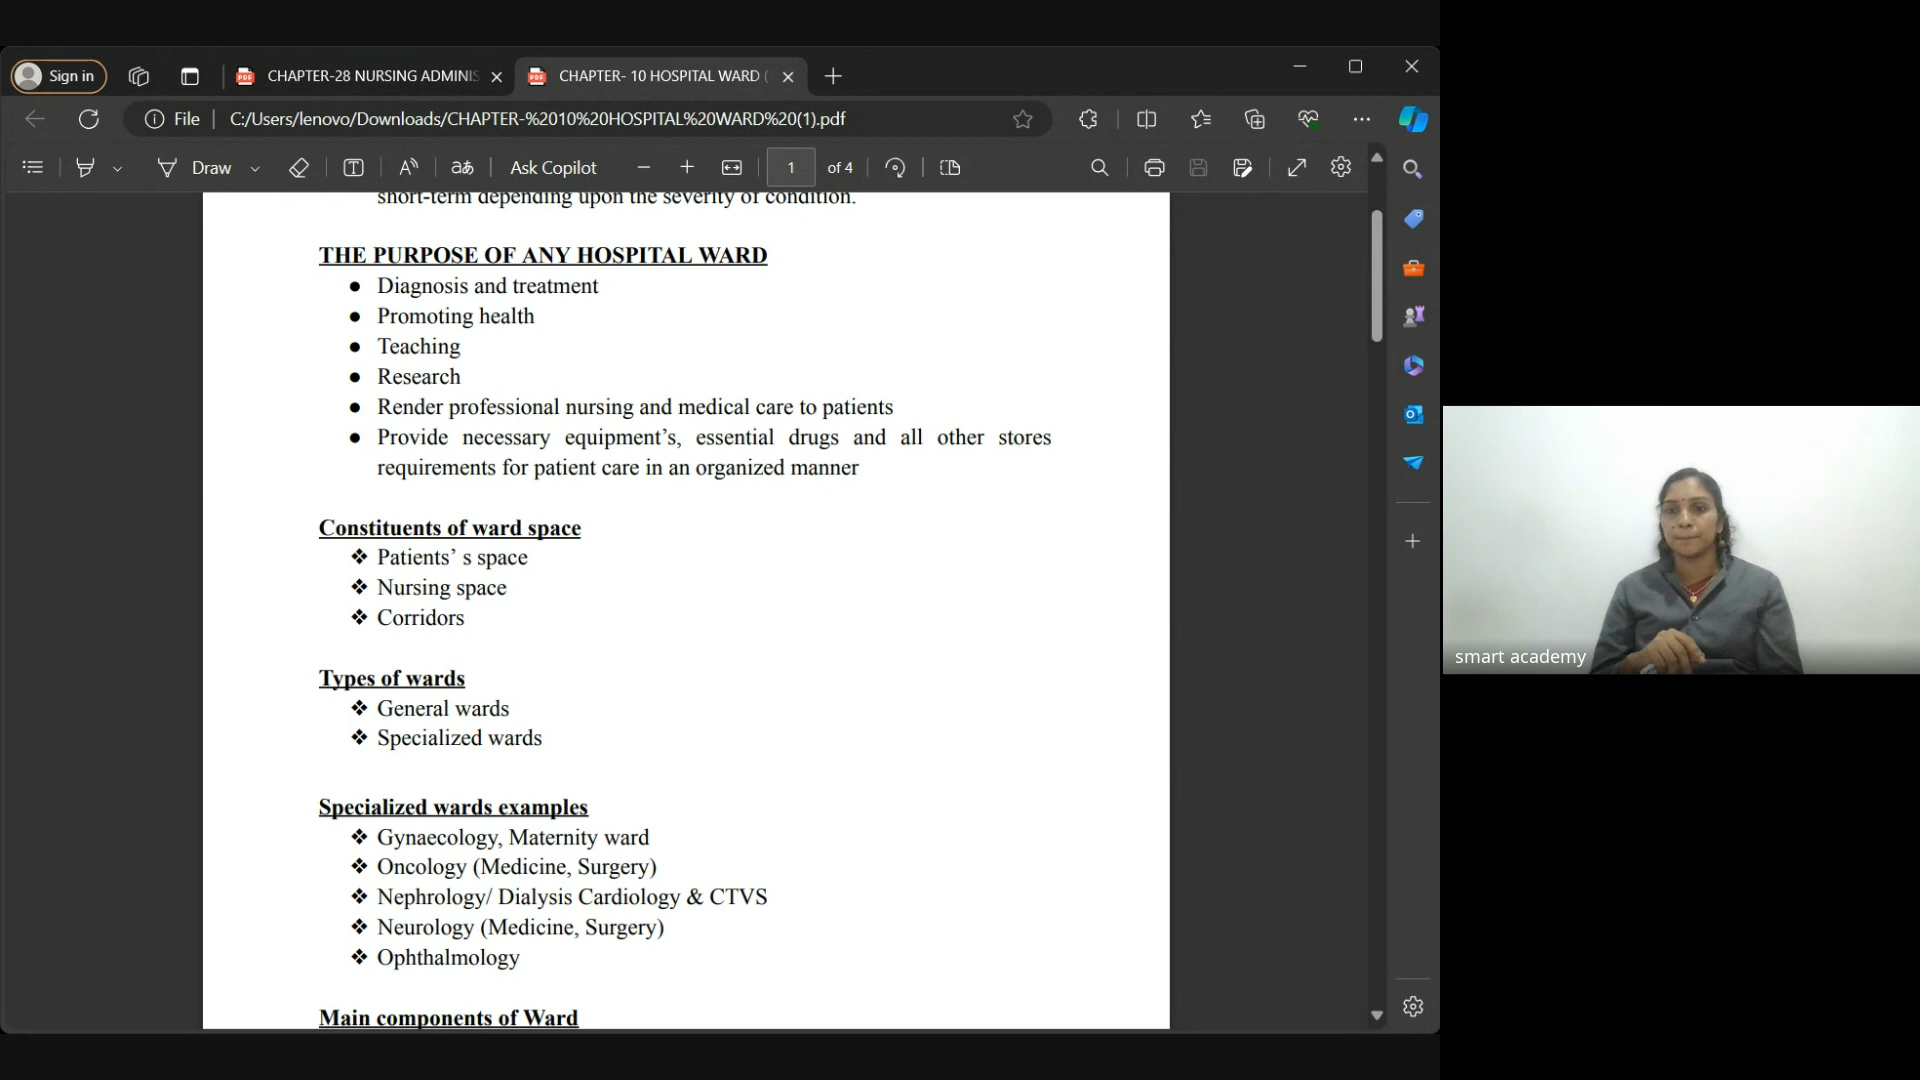 Sign in
CHAPTER-28 NURSING ADMINIS
CHAPTER- 10 HOSPITAL WARD (
File
C:/Users/lenovo/Downloads/CHAPTER-%2010%20HOSPITAL%20WARD%20(1).pdf
Draw
aあ
Ask Copilot
1
of 4
short-term depending upon the severity of condition.
THE PURPOSE OF ANY HOSPITAL WARD
● Diagnosis and treatment
● Promoting health
● Teaching
● Research
● Render professional nursing and medical care to patients
● Provide necessary equipment’s, essential drugs and all other stores
requirements for patient care in an organized manner
Constituents of ward space
❖ Patients’ s space
❖ Nursing space
❖ Corridors
Types of wards
❖ General wards
❖ Specialized wards
Specialized wards examples
❖ Gynaecology, Maternity ward
❖ Oncology (Medicine, Surgery)
❖ Nephrology/ Dialysis Cardiology & CTVS
❖ Neurology (Medicine, Surgery)
❖ Ophthalmology
Main components of Ward
smart academy